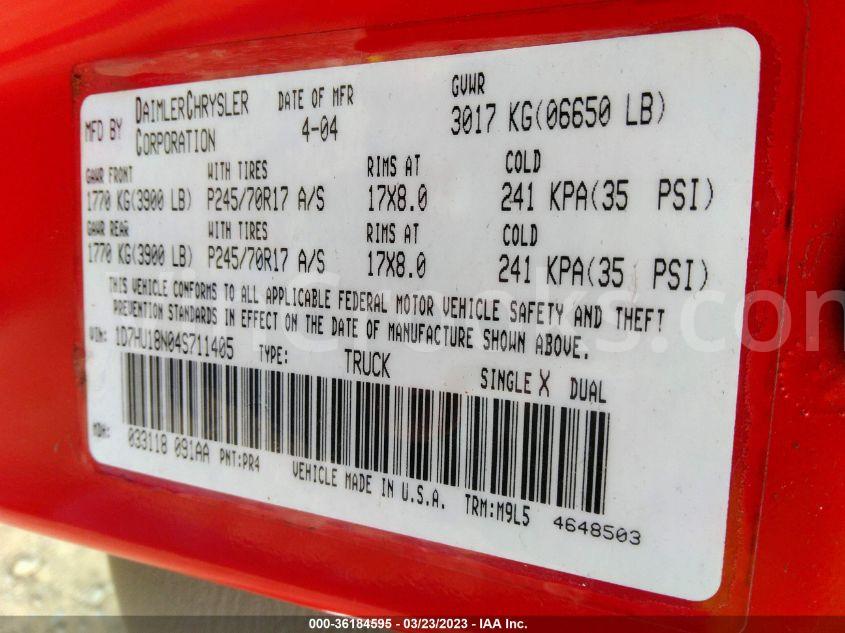 MFD BY DAIMLERCHRYSLER CORPORATION DATE OF MFR 4-04 GVWR 3017 KG(06650 LB)
GAWR FRONT WITH TIRES RIMS AT COLD
1770 KG(3900 LB) P245/70R17 A/S 17X8.0 241 KPA(35 PSI)
GAWR REAR WITH TIRES RIMS AT COLD
1770 KG(3900 LB) P245/70R17 A/S 17X8.0 241 KPA(35 PSI)
THIS VEHICLE CONFORMS TO ALL APPLICABLE FEDERAL MOTOR VEHICLE SAFETY AND THEFT
PREVENTION STANDARDS IN EFFECT ON THE DATE OF MANUFACTURE SHOWN ABOVE.
VIN: 1D7HU18N04S711405 TYPE: TRUCK SINGLE X DUAL
MDH: 033118 091AA PNT:PR4 VEHICLE MADE IN U.S.A. TRM:M9L5 4648503
000-36184595 - 03/23/2023 - IAA Inc.